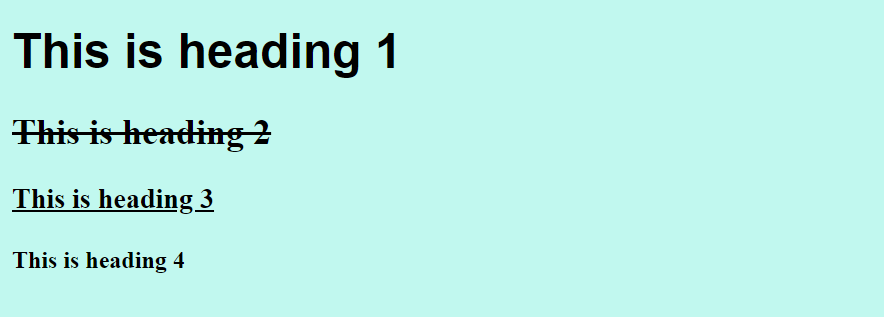 This is heading 1
This is heading 2
This is heading 3
This is heading 4